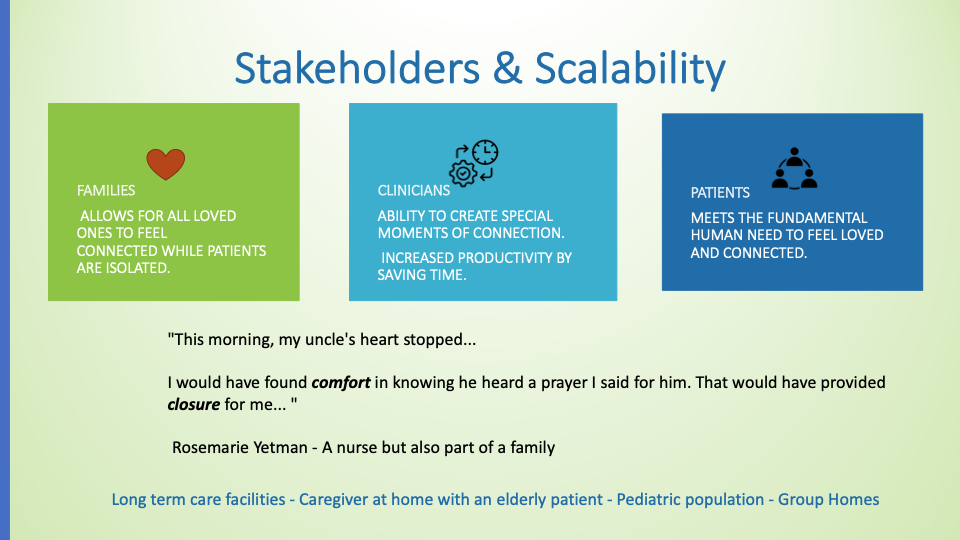 Stakeholders & Scalability
FAMILIES
ALLOWS FOR ALL LOVED
ONES TO FEEL
CONNECTED WHILE PATIENTS
ARE ISOLATED.
CLINICIANS
ABILITY TO CREATE SPECIAL
MOMENTS OF CONNECTION.
INCREASED PRODUCTIVITY BY
SAVING TIME.
PATIENTS
MEETS THE FUNDAMENTAL
HUMAN NEED TO FEEL LOVED
AND CONNECTED.
"This morning, my uncle's heart stopped...
I would have found comfort in knowing he heard a prayer I said for him. That would have provided
closure for me... "
Rosemarie Yetman - A nurse but also part of a family
Long term care facilities - Caregiver at home with an elderly patient - Pediatric population - Group Homes